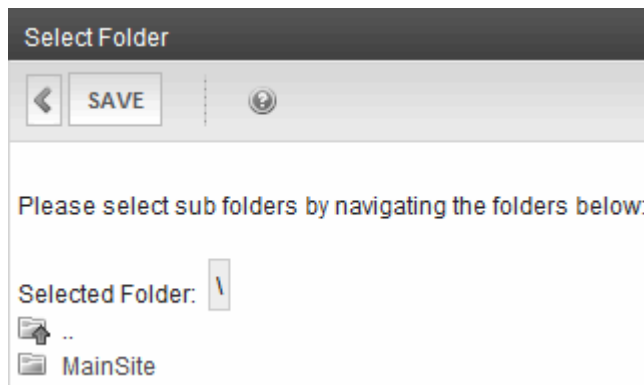 Select Folder
SAVE
Please select sub folders by navigating the folders below:
Selected Folder: \
..
MainSite